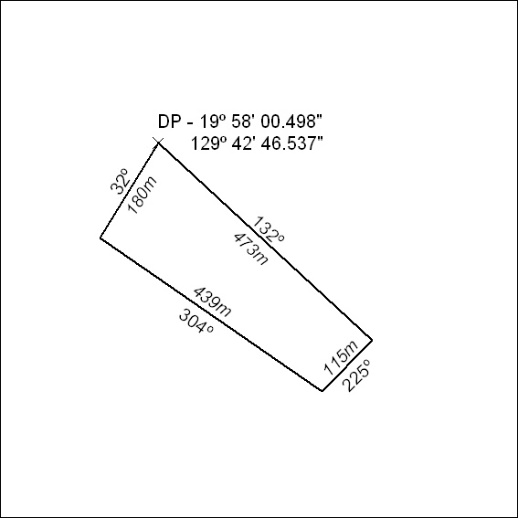 DP - 19º 58' 00.498"
129º 42' 46.537"
32º
180m
132º
473m
439m
304º
115m
225º